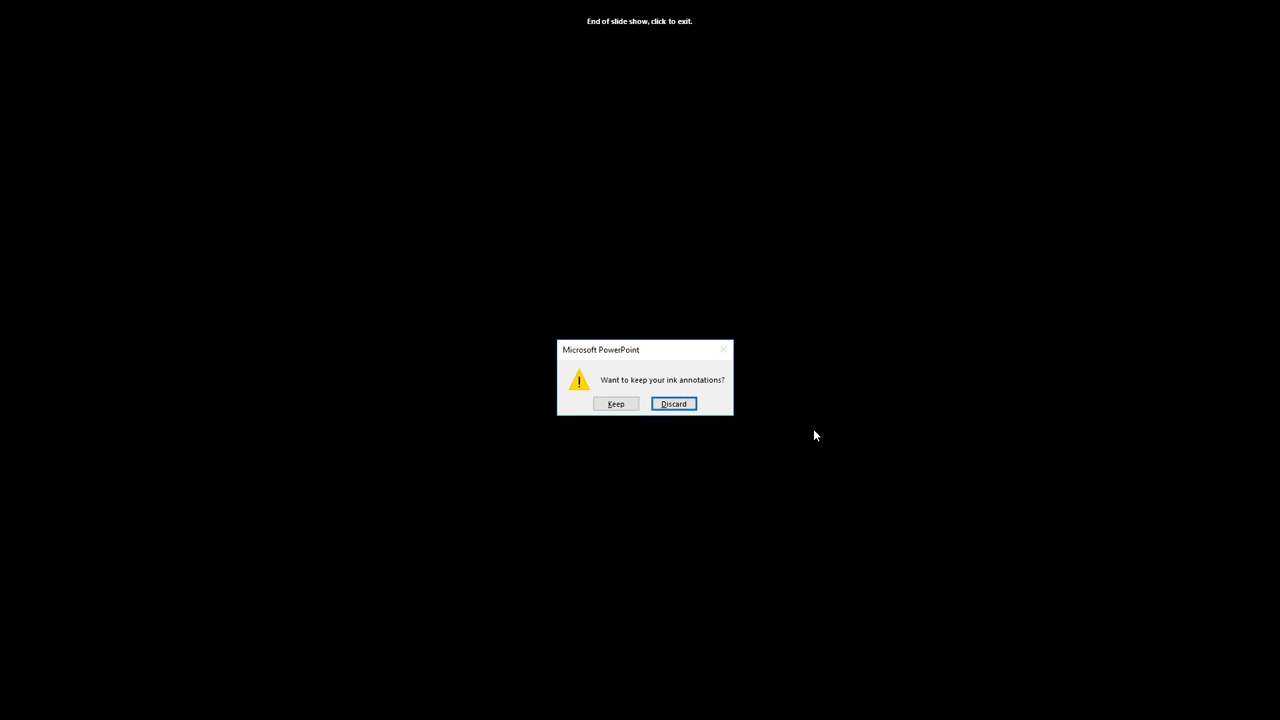 End of slide show, click to exit.
Microsoft PowerPoint
Want to keep your ink annotations?
Keep
Discard